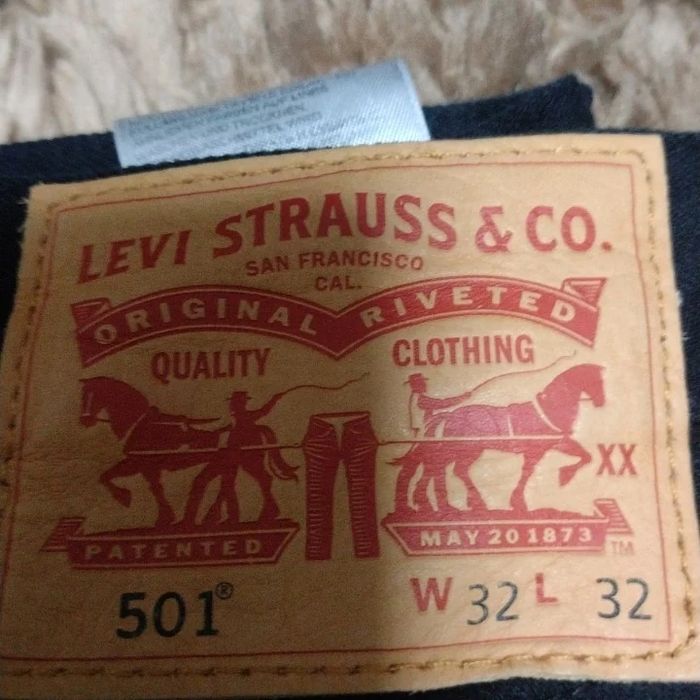 LEVI STRAUSS & CO.
SAN FRANCISCO
CAL.
ORIGINAL RIVETED
QUALITY CLOTHING
XX
PATENTED MAY 20 1873 TM
501® W 32 L 32